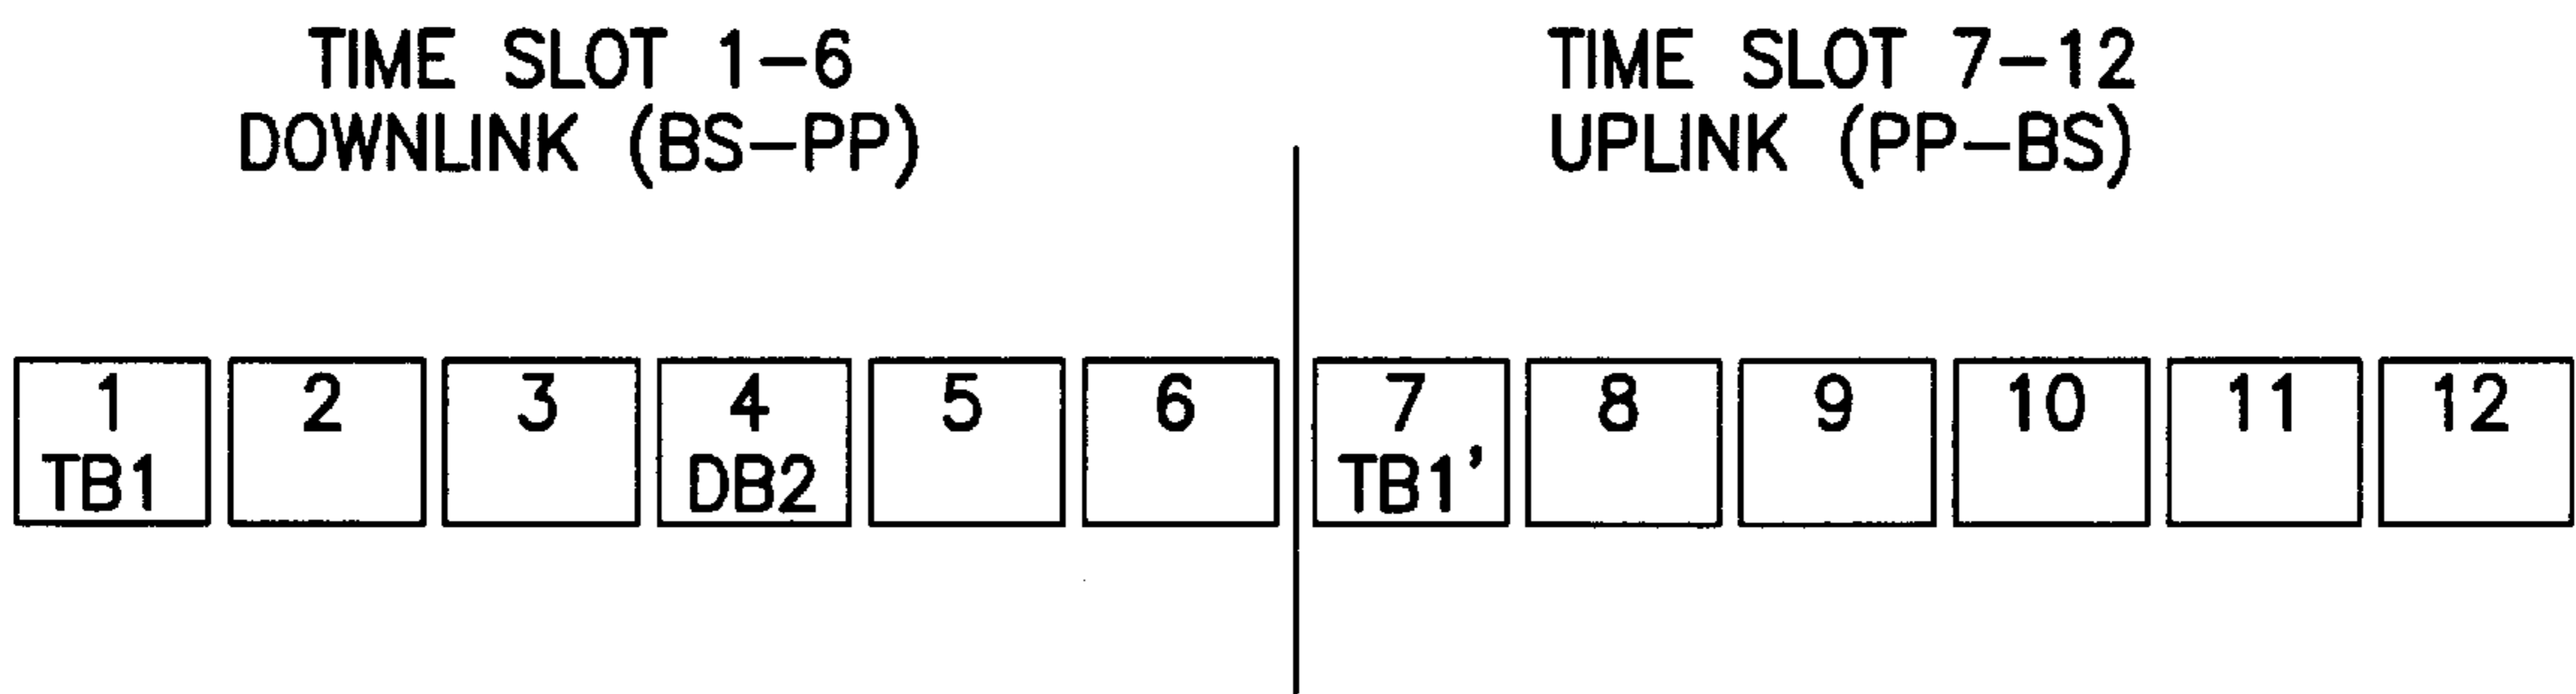 TIME SLOT 1-6
DOWNLINK (BS-PP)
TIME SLOT 7-12
UPLINK (PP-BS)
1 2 3 4 5 6 7 8 9 10 11 12
TB1 DB2 TB1'